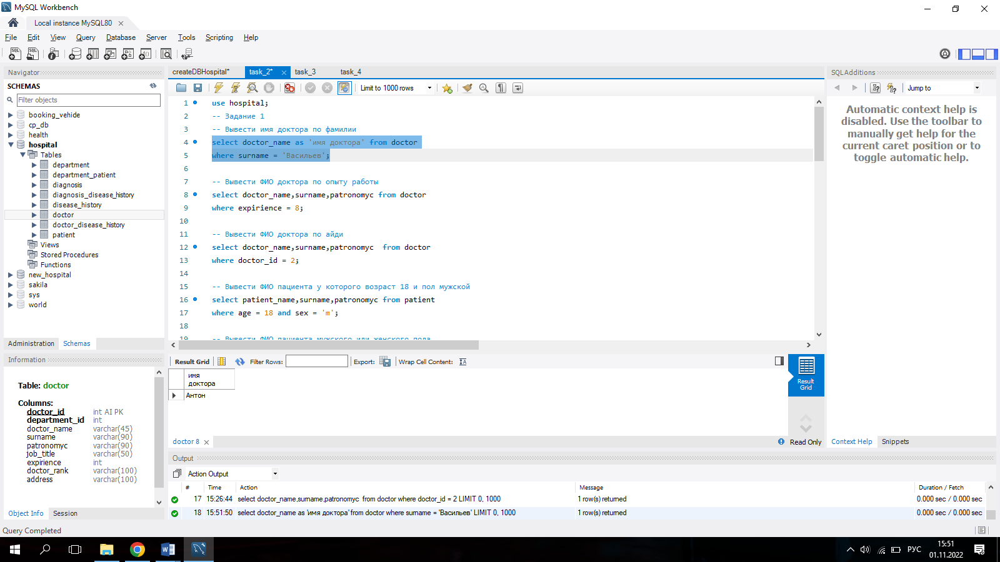 MySQL Workbench
Local instance MySQL80
File Edit View Query Database Server Tools Scripting Help
Navigator
SCHEMAS
Filter objects
booking_vehide
cp_db
health
hospital
Tables
department
department_patient
diagnosis
diagnosis_disease_history
disease_history
doctor
doctor_disease_history
patient
Views
Stored Procedures
Functions
new_hospital
sakila
sys
world
Administration Schemas
Information
Table: doctor
Columns:
doctor_id int AI PK
department_id int
doctor_name varchar(45)
surname varchar(90)
patronomyc varchar(90)
job_title varchar(50)
expirience int
doctor_rank varchar(100)
address varchar(100)
Object Info Session
Query Completed
createDBHospital* task_2* task_3 task_4
Limit to 1000 rows
1 use hospital;
2 -- Задание 1
3 -- Вывести имя доктора по фамилии
4 select doctor_name as 'имя доктора' from doctor
5 where surname = 'Васильев';
6
7 -- Вывести ФИО доктора по опыту работы
8 select doctor_name,surname,patronomyc from doctor
9 where expirience = 8;
10
11 -- Вывести ФИО доктора по айди
12 select doctor_name,surname,patronomyc from doctor
13 where doctor_id = 2;
14
15 -- Вывести ФИО пациента у которого возраст 18 и пол мужской
16 select patient_name,surname,patronomyc from patient
17 where age = 18 and sex = 'm';
18
19 -- Вывести ФИО пациента мужского или женского пола
Result Grid Filter Rows: Export: Wrap Cell Content:
имя
доктора
Антон
Result
Grid
doctor 8
Read Only
Output
Action Output
# Time Action Message Duration / Fetch
17 15:26:44 select doctor_name,surname,patronomyc from doctor where doctor_id = 2 LIMIT 0, 1000 1 row(s) returned 0.000 sec / 0.000 sec
18 15:51:50 select doctor_name as 'имя доктора' from doctor where surname = 'Васильев' LIMIT 0, 1000 1 row(s) returned 0.000 sec / 0.000 sec
SQLAdditions
Jump to
Automatic context help is
disabled. Use the toolbar to
manually get help for the
current caret position or to
toggle automatic help.
Context Help Snippets
РУС
15:51
01.11.2022